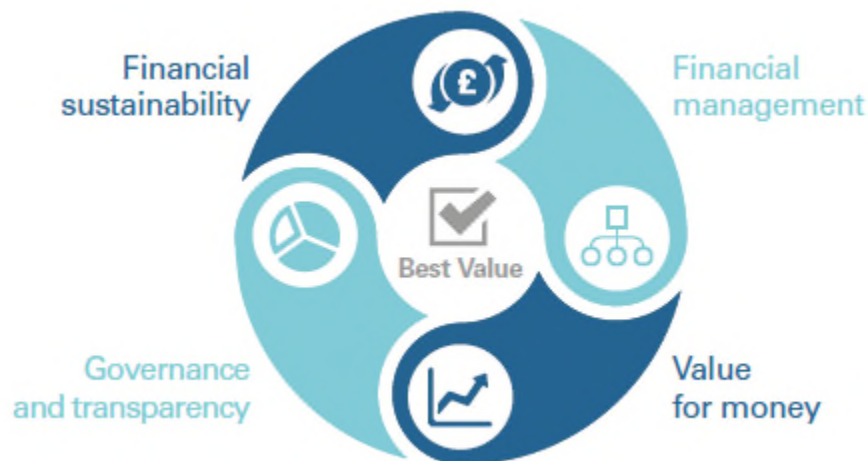 Financial
sustainability
£
Financial
management
Best Value
Governance
and transparency
Value
for money